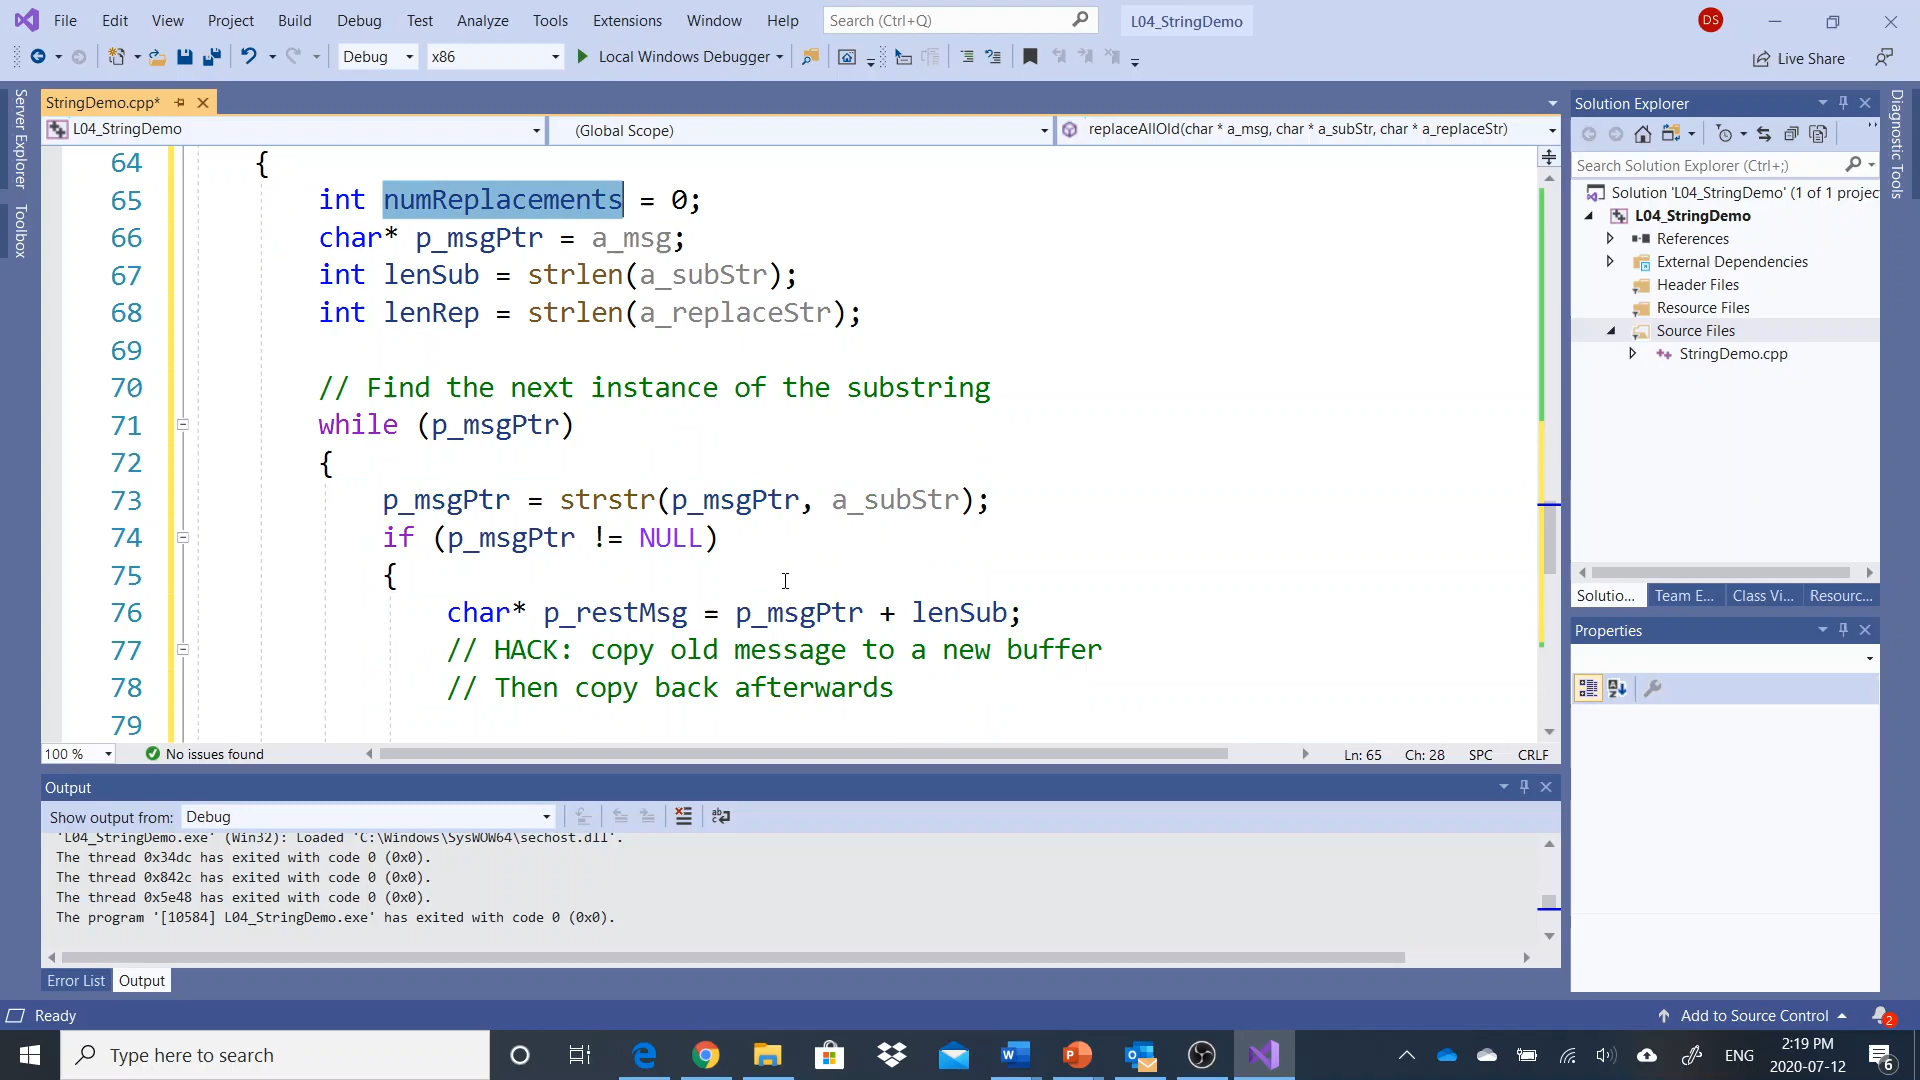 File Edit View Project Build Debug Test Analyze Tools Extensions Window Help Search (Ctrl+Q) L04_StringDemo DS
Debug x86 Local Windows Debugger Live Share
Server Explorer
Toolbox
StringDemo.cpp*
L04_StringDemo (Global Scope) replaceAllOld(char * a_msg, char * a_subStr, char * a_replaceStr)
64 {
65 int numReplacements = 0;
66 char* p_msgPtr = a_msg;
67 int lenSub = strlen(a_subStr);
68 int lenRep = strlen(a_replaceStr);
69
70 // Find the next instance of the substring
71 while (p_msgPtr)
72 {
73 p_msgPtr = strstr(p_msgPtr, a_subStr);
74 if (p_msgPtr != NULL)
75 {
76 char* p_restMsg = p_msgPtr + lenSub;
77 // HACK: copy old message to a new buffer
78 // Then copy back afterwards
79
100 % No issues found Ln: 65 Ch: 28 SPC CRLF
Output
Show output from: Debug
'L04_StringDemo.exe' (Win32): Loaded 'C:\Windows\SysWOW64\sechost.dll'.
The thread 0x34dc has exited with code 0 (0x0).
The thread 0x842c has exited with code 0 (0x0).
The thread 0x5e48 has exited with code 0 (0x0).
The program '[10584] L04_StringDemo.exe' has exited with code 0 (0x0).
Error List Output
Solution Explorer
Search Solution Explorer (Ctrl+;)
Solution 'L04_StringDemo' (1 of 1 projec
L04_StringDemo
References
External Dependencies
Header Files
Resource Files
Source Files
StringDemo.cpp
Solutio... Team E... Class Vi... Resourc...
Properties
Diagnostic Tools
Ready Add to Source Control 2
Type here to search
ENG
2:19 PM
2020-07-12
6